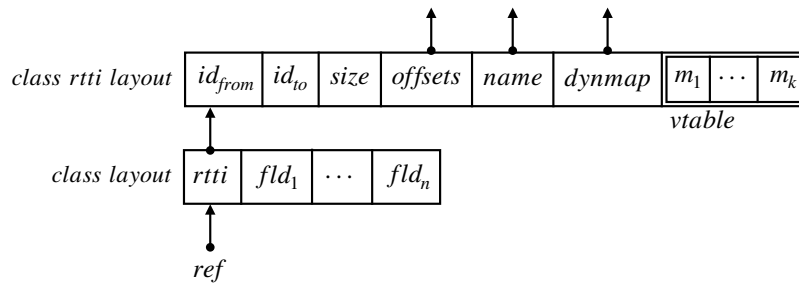 class rtti layout id_from id_to size offsets name dynmap m_1 ⋯ m_k
vtable
class layout rtti fld_1 ⋯ fld_n
ref